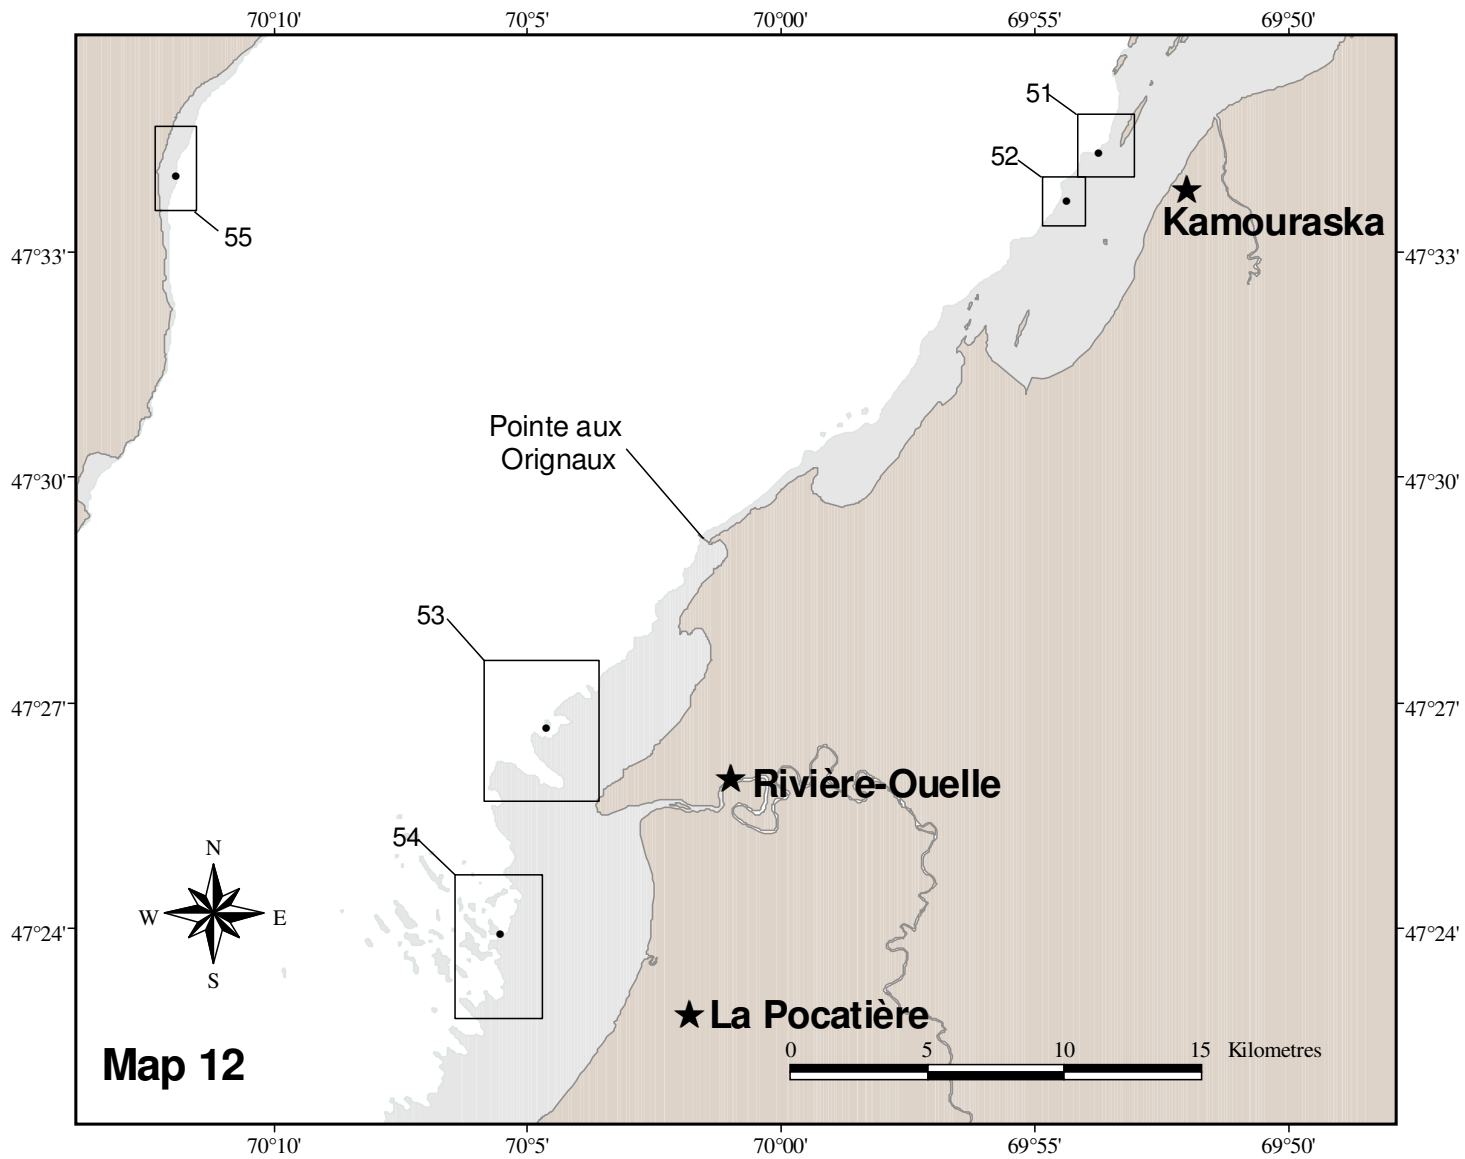 70°10' 70°5' 70°00' 69°55' 69°50'
51
52
Kamouraska
55
47°33' 47°33'
Pointe aux
Orignaux
47°30' 47°30'
53
47°27' 47°27'
Rivière-Ouelle
54
N
W E
S
47°24' 47°24'
La Pocatière
0 5 10 15 Kilometres
Map 12
70°10' 70°5' 70°00' 69°55' 69°50'